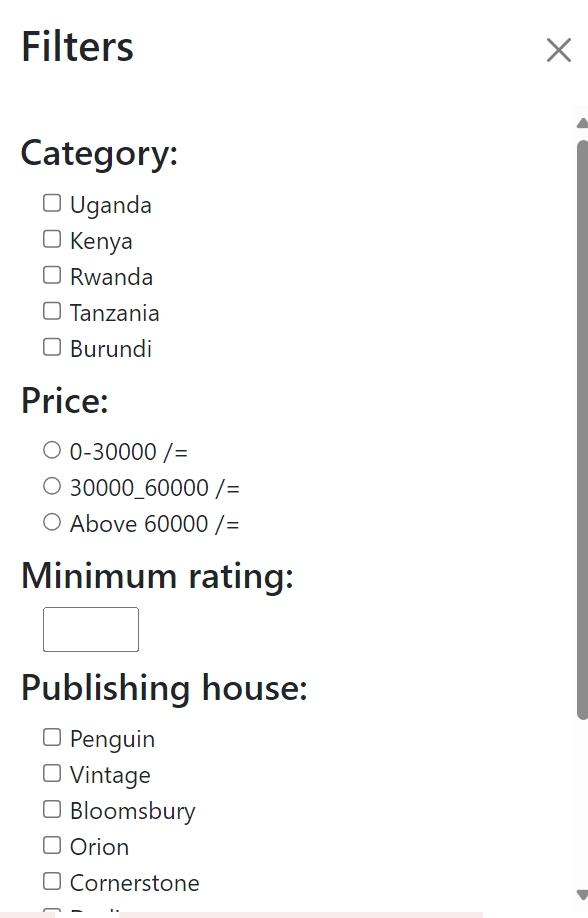 Filters
Category:
Uganda
Kenya
Rwanda
Tanzania
Burundi
Price:
0-30000 /=
30000_60000 /=
Above 60000 /=
Minimum rating:
Publishing house:
Penguin
Vintage
Bloomsbury
Orion
Cornerstone